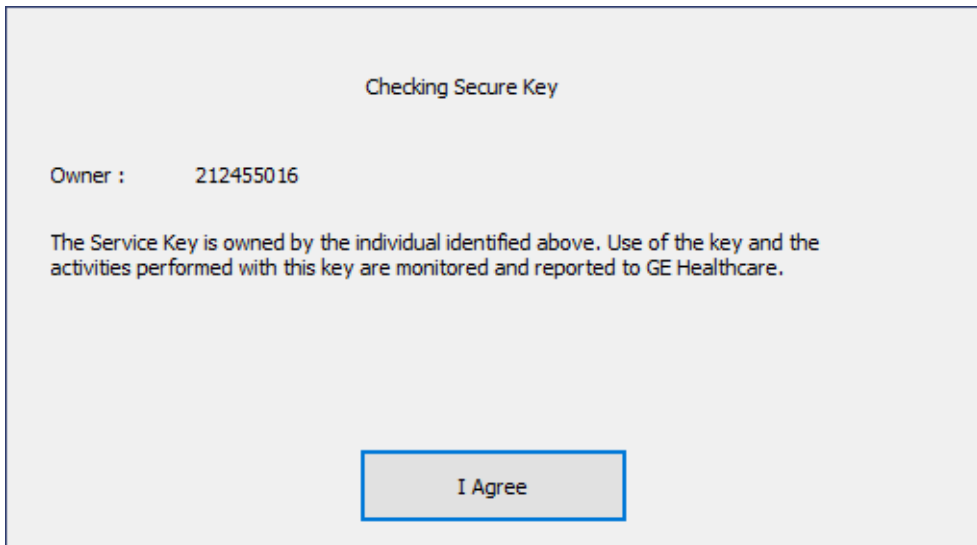 Checking Secure Key
Owner : 212455016
The Service Key is owned by the individual identified above. Use of the key and the
activities performed with this key are monitored and reported to GE Healthcare.
I Agree